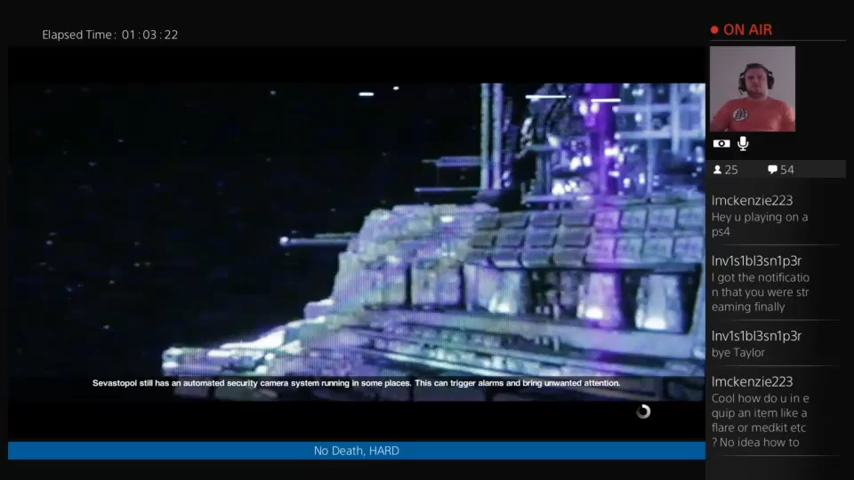 Elapsed Time: 01:03:22
ON AIR
25
54
lmckenzie223
Hey u playing on a
ps4
Inv1s1bl3sn1p3r
I got the notificatio
n that you were str
eaming finally
Inv1s1bl3sn1p3r
bye Taylor
lmckenzie223
Cool how do u in e
quip an item like a
flare or medkit etc
? No idea how to
Sevastopol still has an automated security camera system running in some places. This can trigger alarms and bring unwanted attention.
No Death, HARD